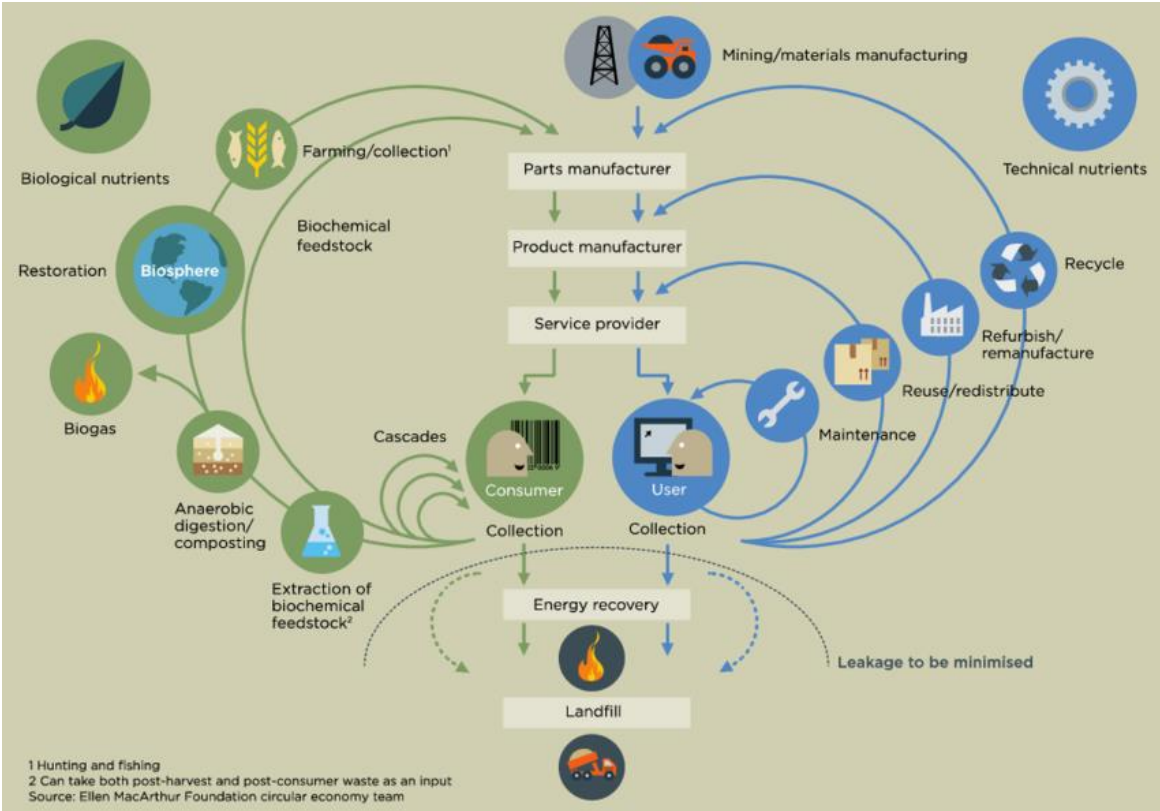 Mining/materials manufacturing
Biological nutrients
Technical nutrients
Farming/collection¹
Parts manufacturer
Biochemical
feedstock
Product manufacturer
Restoration
Biosphere
Recycle
Service provider
Refurbish/
remanufacture
Reuse/redistribute
Biogas
Cascades
Maintenance
Consumer
User
Anaerobic
digestion/
composting
Collection
Collection
Extraction of
biochemical
feedstock²
Energy recovery
Leakage to be minimised
Landfill
1 Hunting and fishing
2 Can take both post-harvest and post-consumer waste as an input
Source: Ellen MacArthur Foundation circular economy team